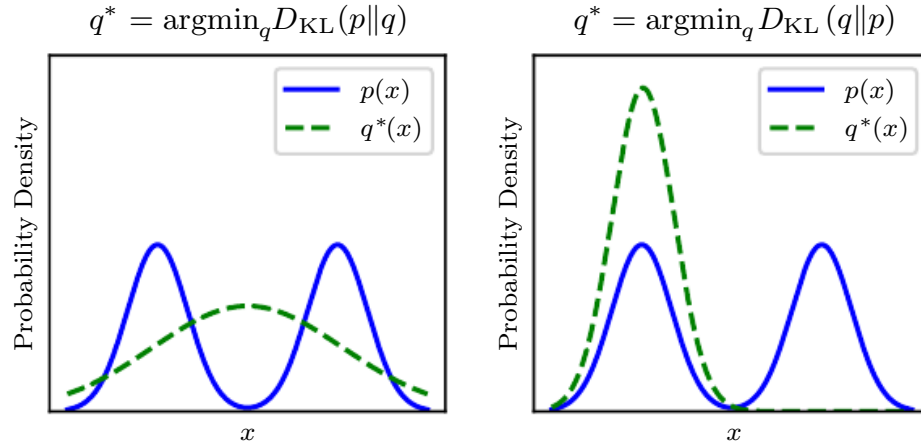 q* = argmin_q D_KL(p‖q)
p(x)
q*(x)
Probability Density
x
q* = argmin_q D_KL(q‖p)
p(x)
q*(x)
Probability Density
x